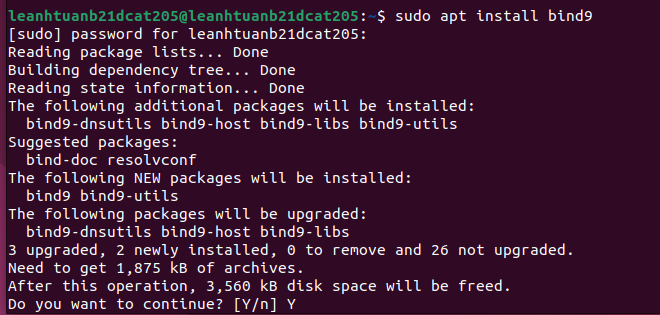 leanhtuanb21dcat205@leanhtuanb21dcat205:~$ sudo apt install bind9
[sudo] password for leanhtuanb21dcat205:
Reading package lists... Done
Building dependency tree... Done
Reading state information... Done
The following additional packages will be installed:
  bind9-dnsutils bind9-host bind9-libs bind9-utils
Suggested packages:
  bind-doc resolvconf
The following NEW packages will be installed:
  bind9 bind9-utils
The following packages will be upgraded:
  bind9-dnsutils bind9-host bind9-libs
3 upgraded, 2 newly installed, 0 to remove and 26 not upgraded.
Need to get 1,875 kB of archives.
After this operation, 3,560 kB disk space will be freed.
Do you want to continue? [Y/n] Y